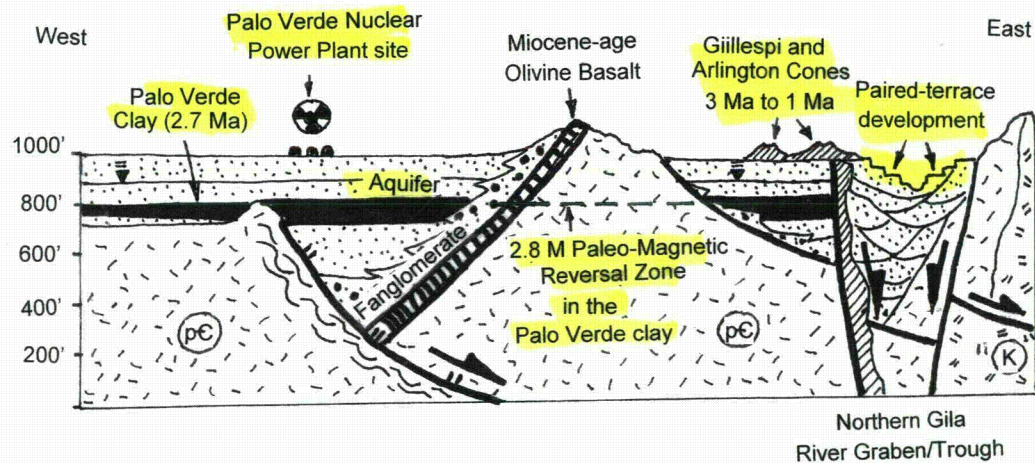 West
Palo Verde Nuclear
Power Plant site
Miocene-age
Olivine Basalt
Giillespi and
Arlington Cones
3 Ma to 1 Ma
East
Paired-terrace
development
Palo Verde
Clay (2.7 Ma)
1000'
800'
600'
400'
200'
Aquifer
Fanglomerate
2.8 M Paleo-Magnetic
Reversal Zone
in the
Palo Verde clay
p€
p€
K
Northern Gila
River Graben/Trough